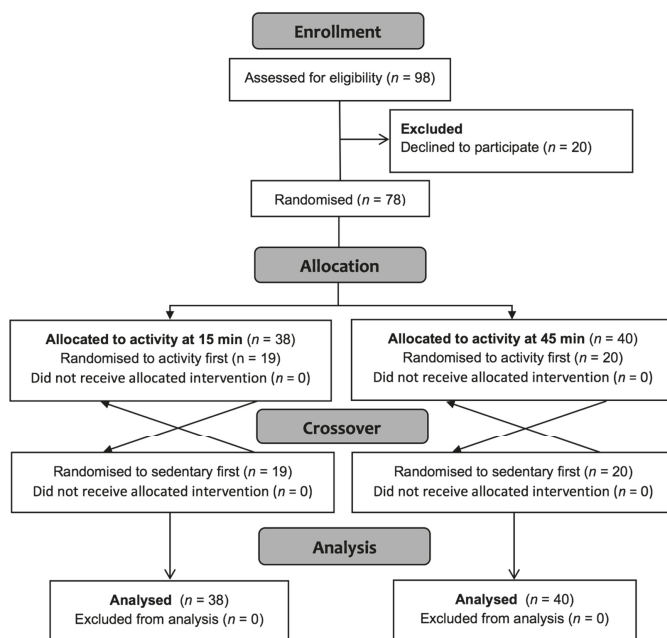 Enrollment
Assessed for eligibility (n = 98)
Excluded
Declined to participate (n = 20)
Randomised (n = 78)
Allocation
Allocated to activity at 15 min (n = 38)
Randomised to activity first (n = 19)
Did not receive allocated intervention (n = 0)
Allocated to activity at 45 min (n = 40)
Randomised to activity first (n = 20)
Did not receive allocated intervention (n = 0)
Crossover
Randomised to sedentary first (n = 19)
Did not receive allocated intervention (n = 0)
Randomised to sedentary first (n = 20)
Did not receive allocated intervention (n = 0)
Analysis
Analysed (n = 38)
Excluded from analysis (n = 0)
Analysed (n = 40)
Excluded from analysis (n = 0)